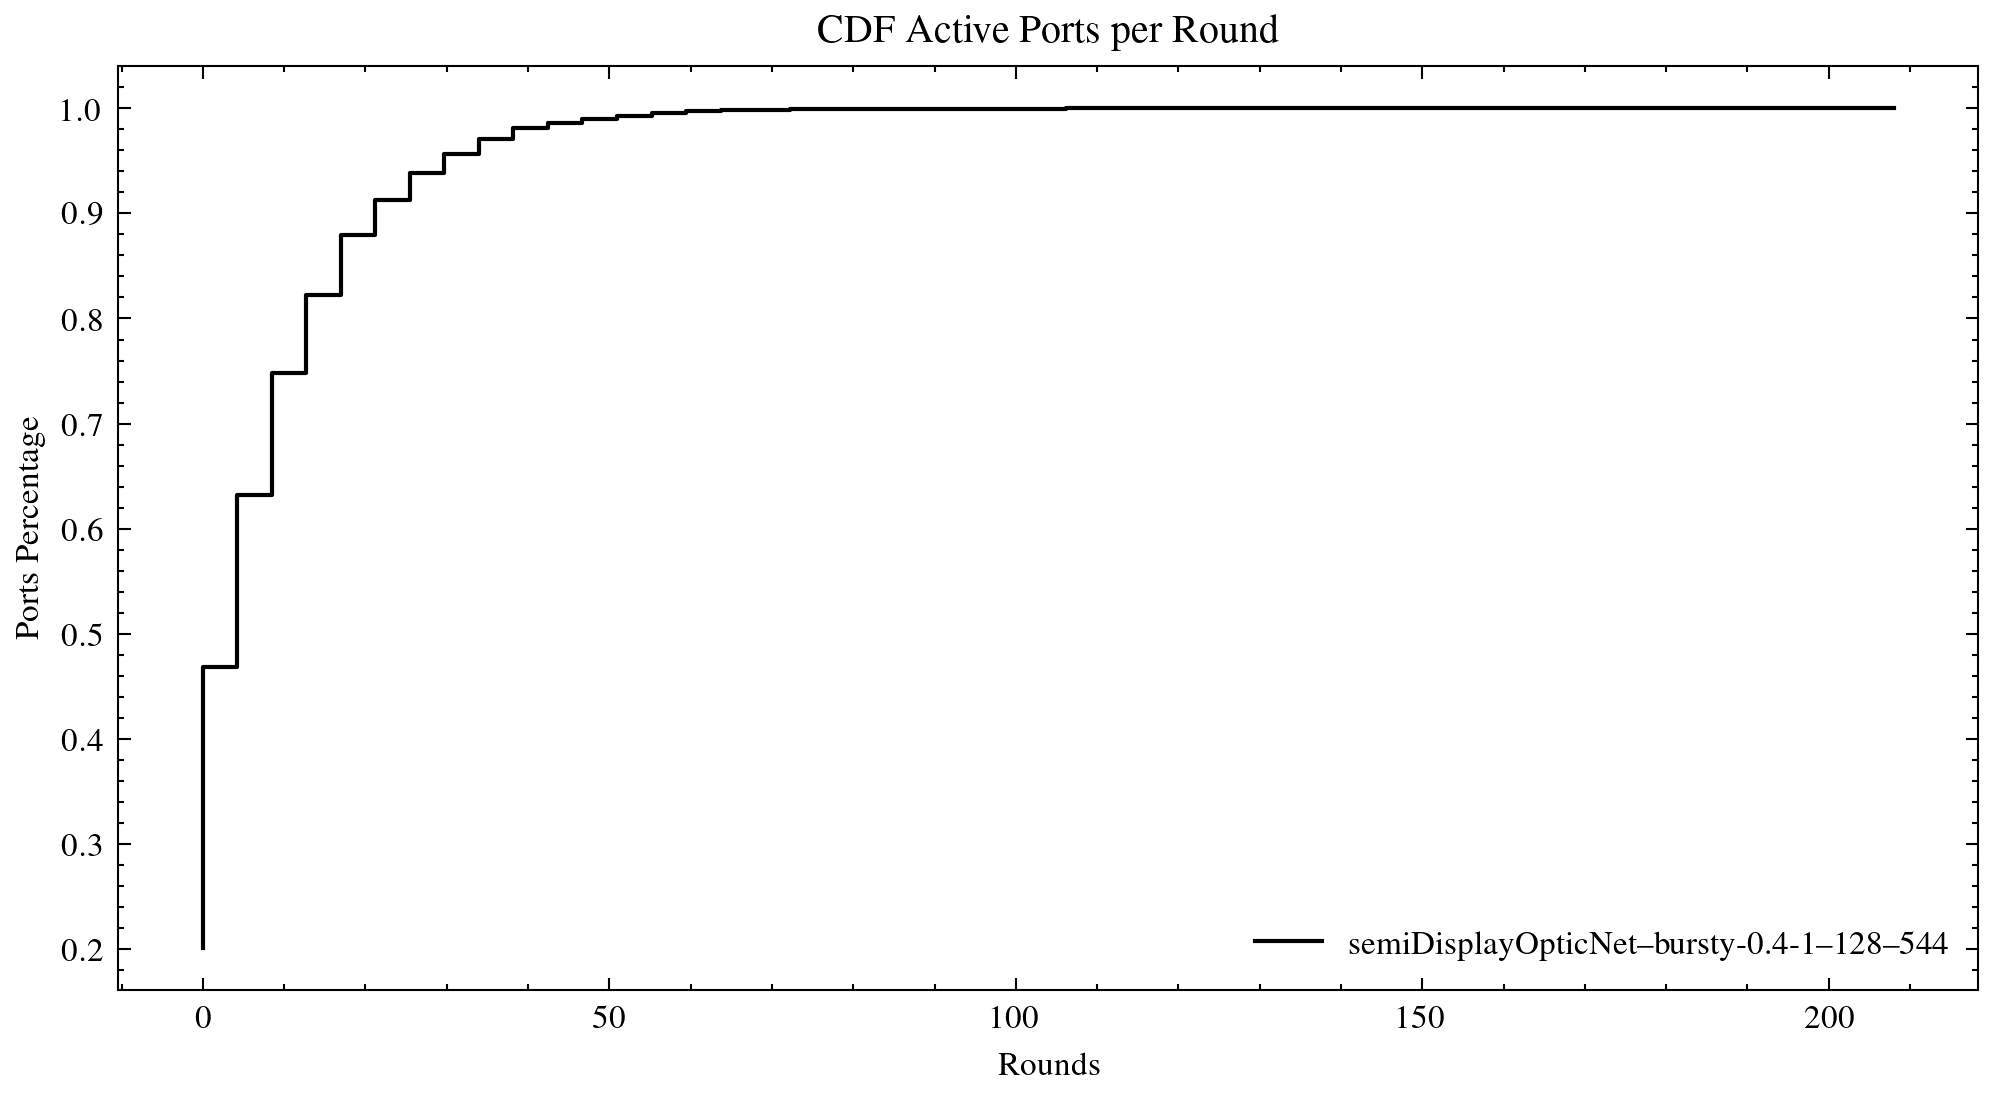 CDF Active Ports per Round
1.0
0.9
0.8
0.7
0.6
0.5
0.4
0.3
0.2
Ports Percentage
semiDisplayOpticNet–bursty-0.4-1–128–544
0 50 100 150 200
Rounds